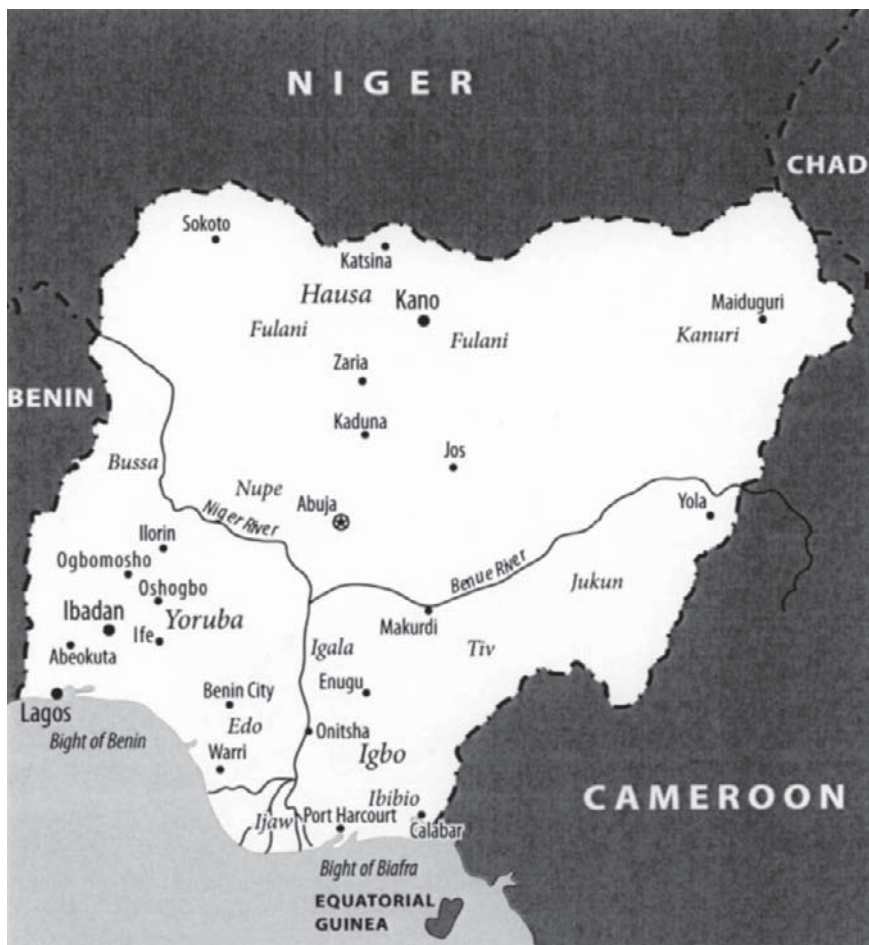 NIGER
CHAD
Sokoto
Katsina
Hausa
Kano
Maiduguri
Fulani
Fulani
Kanuri
Zaria
BENIN
Kaduna
Jos
Bussa
Nupe
Abuja
Yola
Niger River
Ilorin
Ogbomosho
Benue River
Oshogbo
Jukun
Ibadan
Yoruba
Makurdi
Ife
Igala
Tiv
Abeokuta
Enugu
Benin City
Lagos
Edo
Onitsha
Bight of Benin
Warri
Igbo
Ibibio
CAMEROON
Ijaw
Port Harcourt
Calabar
Bight of Biafra
EQUATORIAL
GUINEA